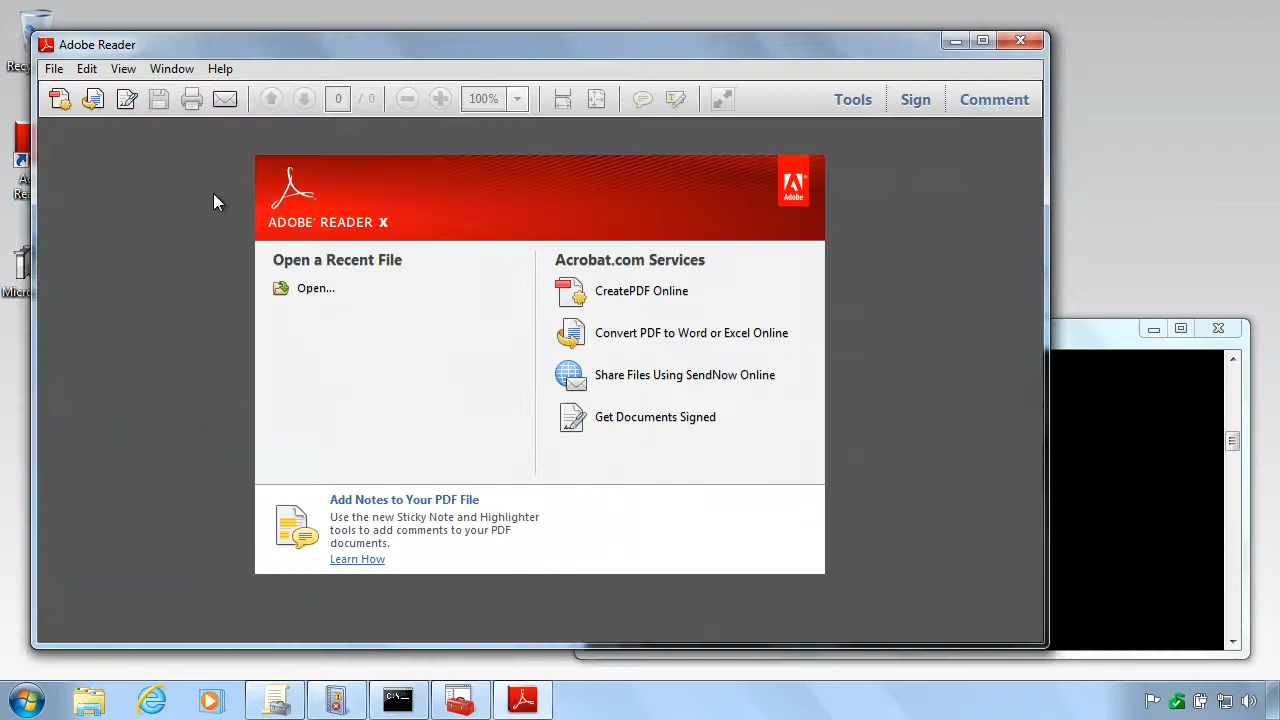 Adobe Reader
File Edit View Window Help
0 / 0 100% Tools Sign Comment
Adobe
ADOBE® READER X
Open a Recent File
Open...
Acrobat.com Services
CreatePDF Online
Convert PDF to Word or Excel Online
Share Files Using SendNow Online
Get Documents Signed
Add Notes to Your PDF File
Use the new Sticky Note and Highlighter
tools to add comments to your PDF
documents.
Learn How
C:\_